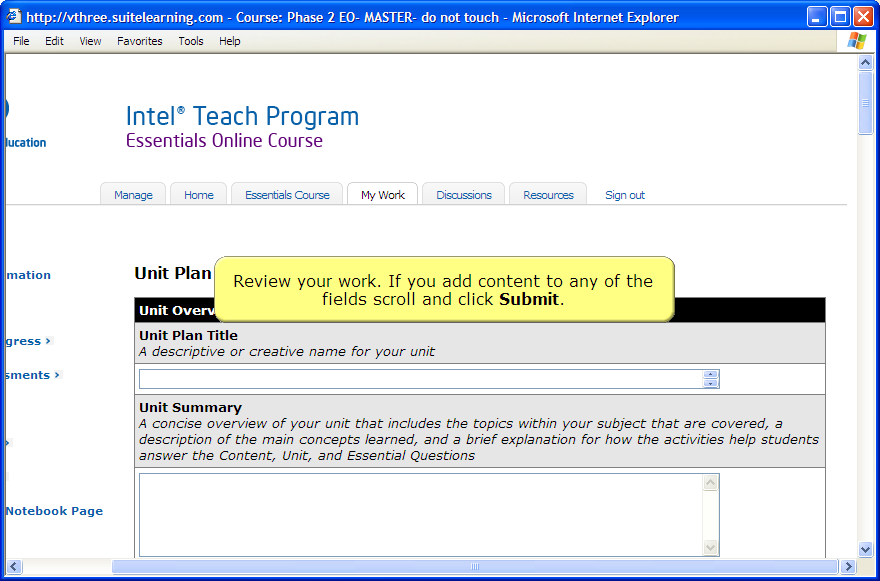 http://vthree.suitelearning.com - Course: Phase 2 EO- MASTER- do not touch - Microsoft Internet Explorer
File Edit View Favorites Tools Help
Intel® Teach Program
Essentials Online Course
lucation
Manage Home Essentials Course My Work Discussions Resources Sign out
mation
gress ›
sments ›
›
Notebook Page
Unit Plan
Review your work. If you add content to any of the
fields scroll and click Submit.
Unit Overv
Unit Plan Title
A descriptive or creative name for your unit
Unit Summary
A concise overview of your unit that includes the topics within your subject that are covered, a
description of the main concepts learned, and a brief explanation for how the activities help students
answer the Content, Unit, and Essential Questions